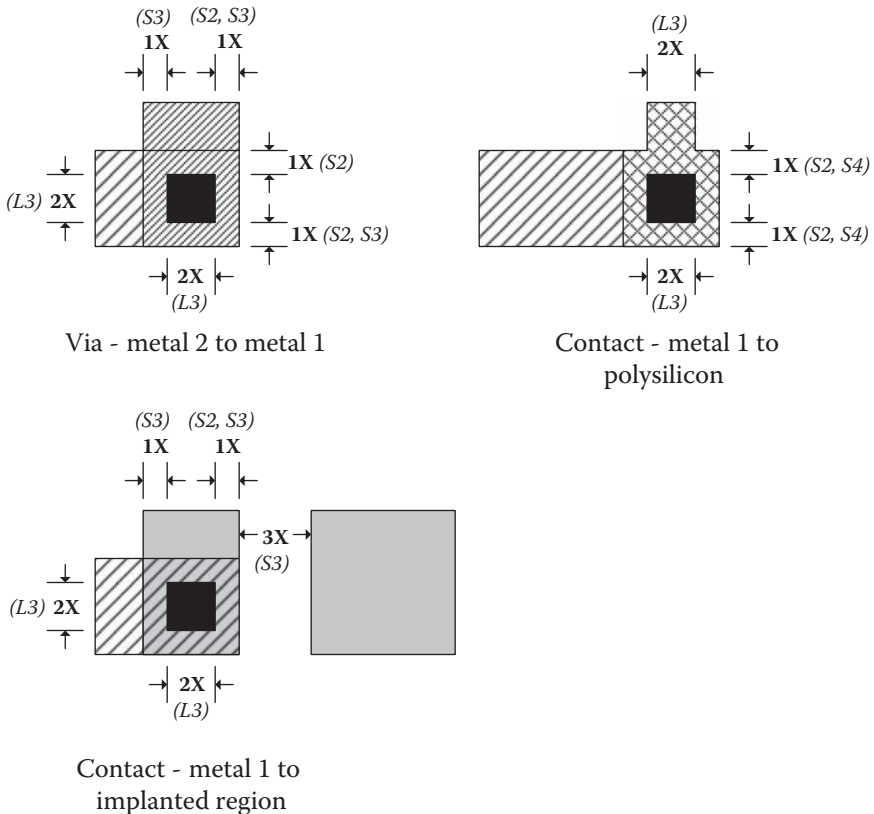 (S3) (S2, S3)
1X 1X
1X (S2)
(L3) 2X
1X (S2, S3)
2X
(L3)
Via - metal 2 to metal 1
(L3)
2X
1X (S2, S4)
1X (S2, S4)
2X
(L3)
Contact - metal 1 to
polysilicon
(S3) (S2, S3)
1X 1X
3X
(S3)
(L3) 2X
2X
(L3)
Contact - metal 1 to
implanted region